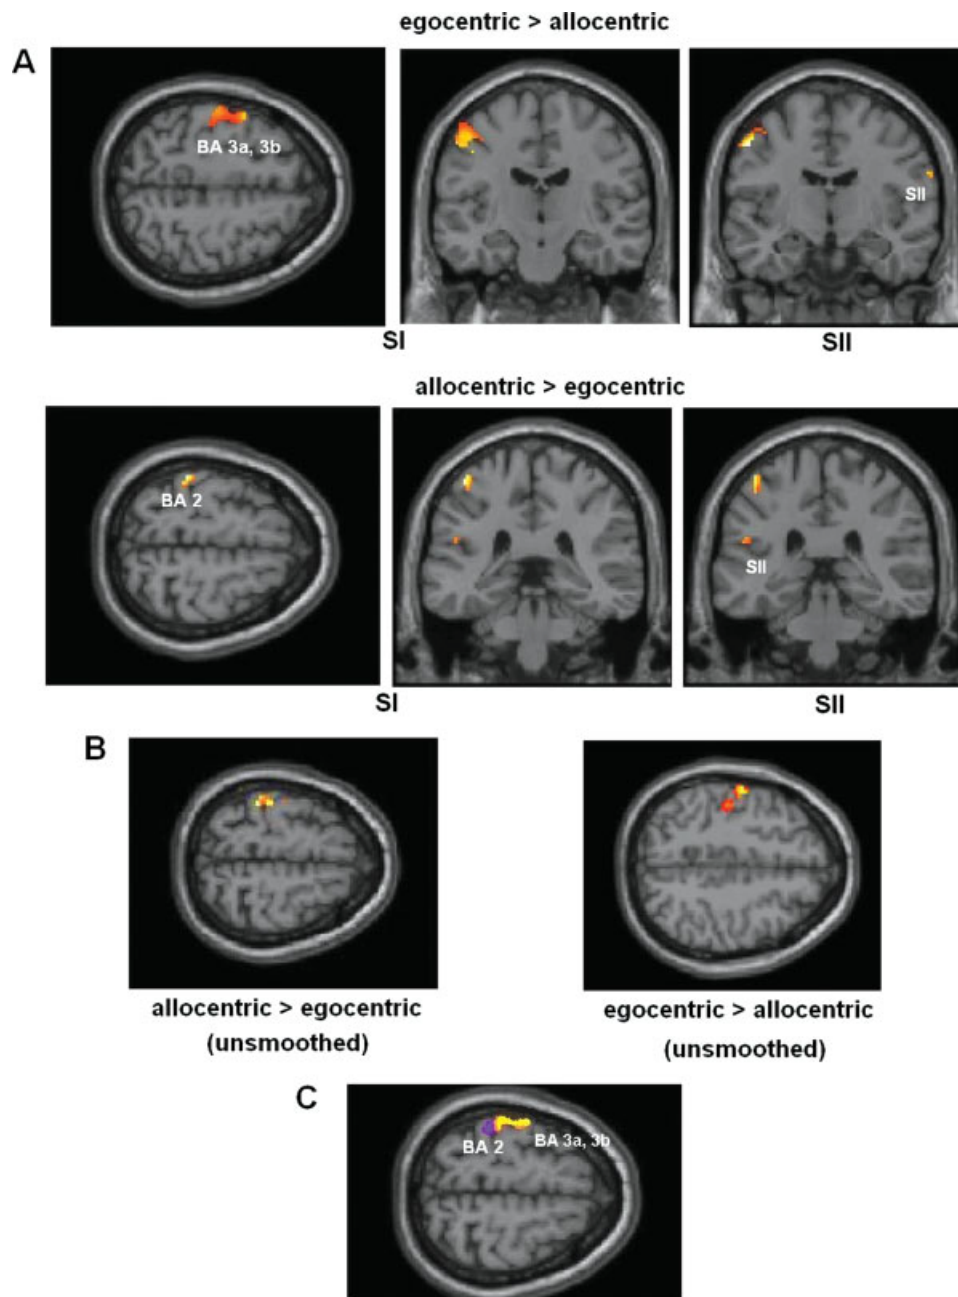 egocentric > allocentric
A
BA 3a, 3b
SII
SI
SII
allocentric > egocentric
BA 2
SII
SI
SII
B
allocentric > egocentric
(unsmoothed)
egocentric > allocentric
(unsmoothed)
C
BA 2
BA 3a, 3b